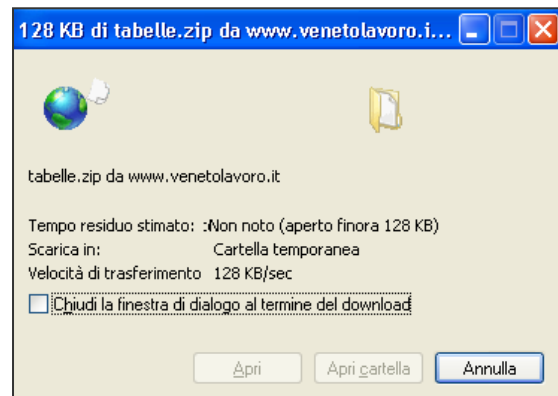 128 KB di tabelle.zip da www.venetolavoro.i...
tabelle.zip da www.venetolavoro.it
Tempo residuo stimato: :Non noto (aperto finora 128 KB)
Scarica in: Cartella temporanea
Velocità di trasferimento 128 KB/sec
Chiudi la finestra di dialogo al termine del download
Apri Apri cartella Annulla